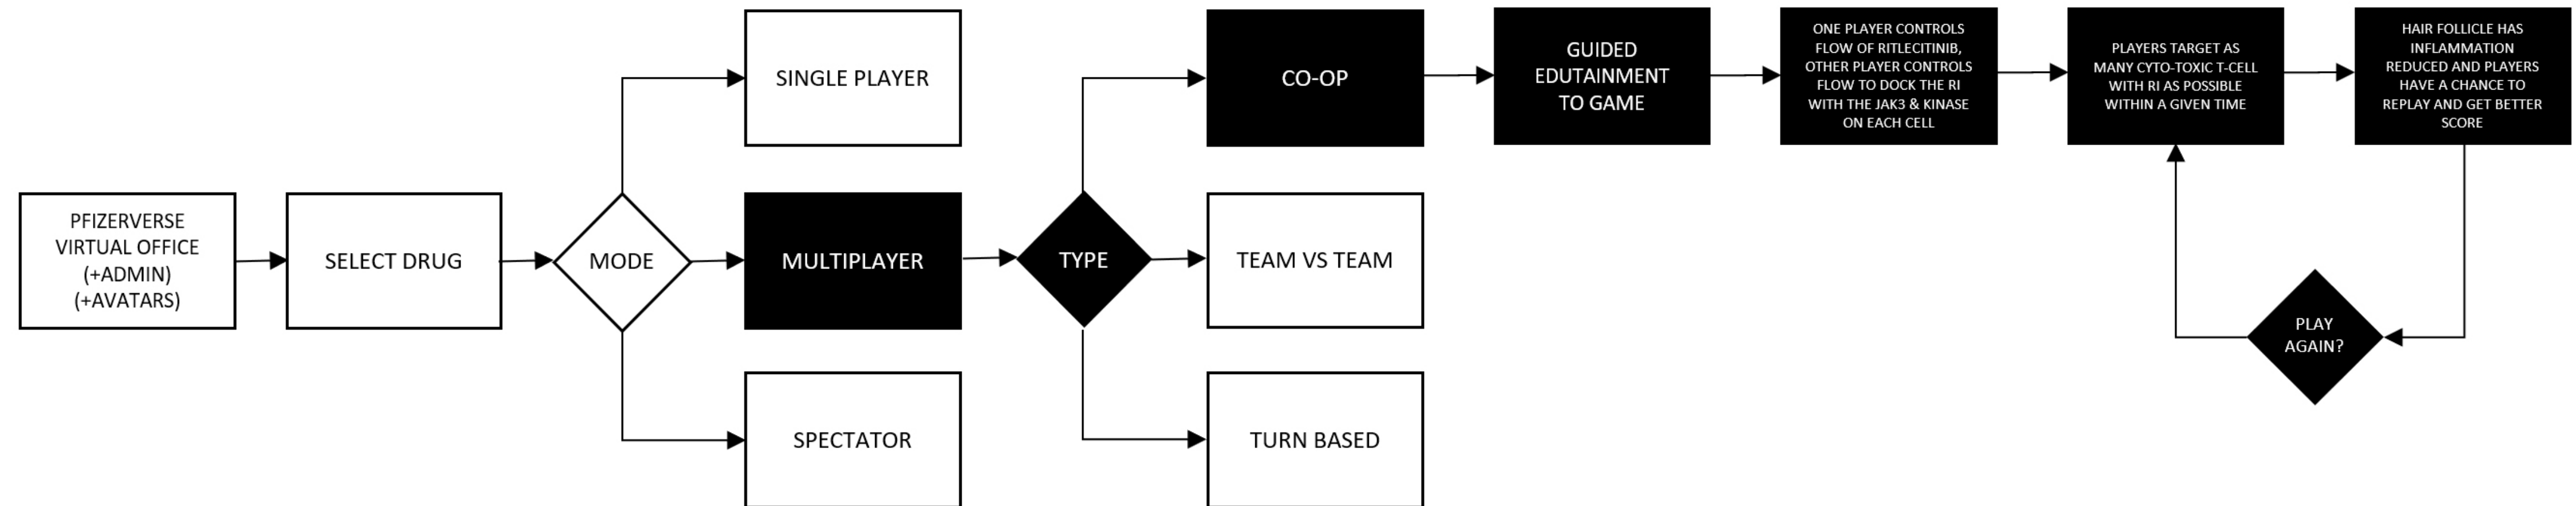 PFIZERVERSE
VIRTUAL OFFICE
(+ADMIN)
(+AVATARS)
SELECT DRUG
MODE
SINGLE PLAYER
MULTIPLAYER
SPECTATOR
TYPE
CO-OP
TEAM VS TEAM
TURN BASED
GUIDED
EDUTAINMENT
TO GAME
ONE PLAYER CONTROLS
FLOW OF RITLECITINIB,
OTHER PLAYER CONTROLS
FLOW TO DOCK THE RI
WITH THE JAK3 & KINASE
ON EACH CELL
PLAYERS TARGET AS
MANY CYTO-TOXIC T-CELL
WITH RI AS POSSIBLE
WITHIN A GIVEN TIME
HAIR FOLLICLE HAS
INFLAMMATION
REDUCED AND PLAYERS
HAVE A CHANCE TO
REPLAY AND GET BETTER
SCORE
PLAY
AGAIN?